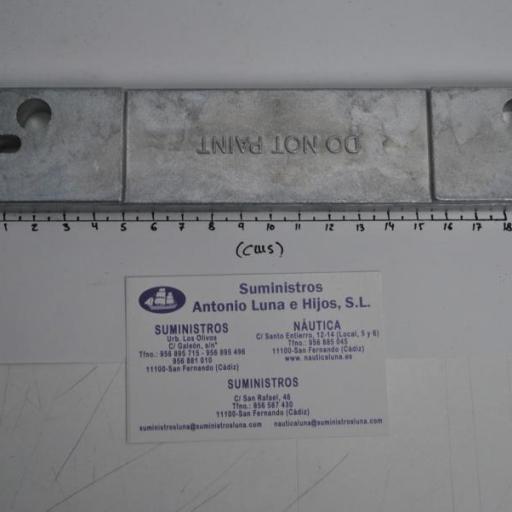 DO NOT PAINT
1 2 3 4 5 6 7 8 9 10 11 12 13 14 15 16 17 18
(cms)
Suministros
Antonio Luna e Hijos, S.L.
SUMINISTROS
Urb. Los Olivos
C/ Galeón, s/nº
Tfno.: 956 895 715 - 956 895 496
956 881 010
11100-San Fernando (Cádiz)
NÁUTICA
C/ Santo Entierro, 12-14 (Local, 5 y 6)
Tfno.: 956 885 045
11100-San Fernando (Cádiz)
www.nauticaluna.es
SUMINISTROS
C/ San Rafael, 46
Tfno.: 856 587 430
11100-San Fernando (Cádiz)
suministrosluna@suministrosluna.com nauticaluna@suministrosluna.com